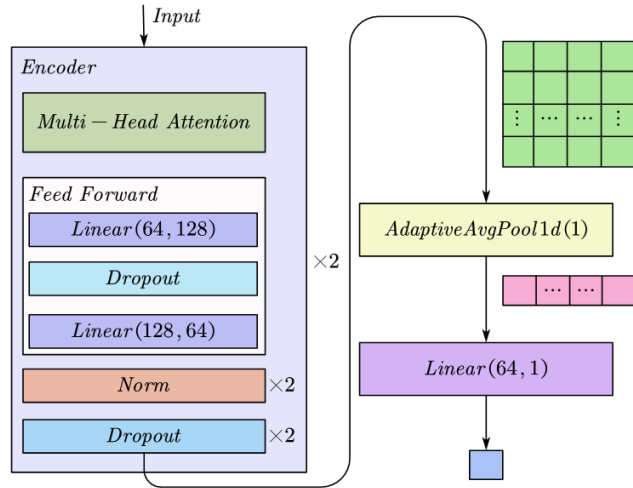 Input
Encoder
Multi − Head Attention
Feed Forward
Linear(64, 128)
Dropout
Linear(128, 64)
Norm
×2
Dropout
×2
×2
⋮ ⋯ ⋯ ⋮
AdaptiveAvgPool1d(1)
⋯ ⋯
Linear(64, 1)